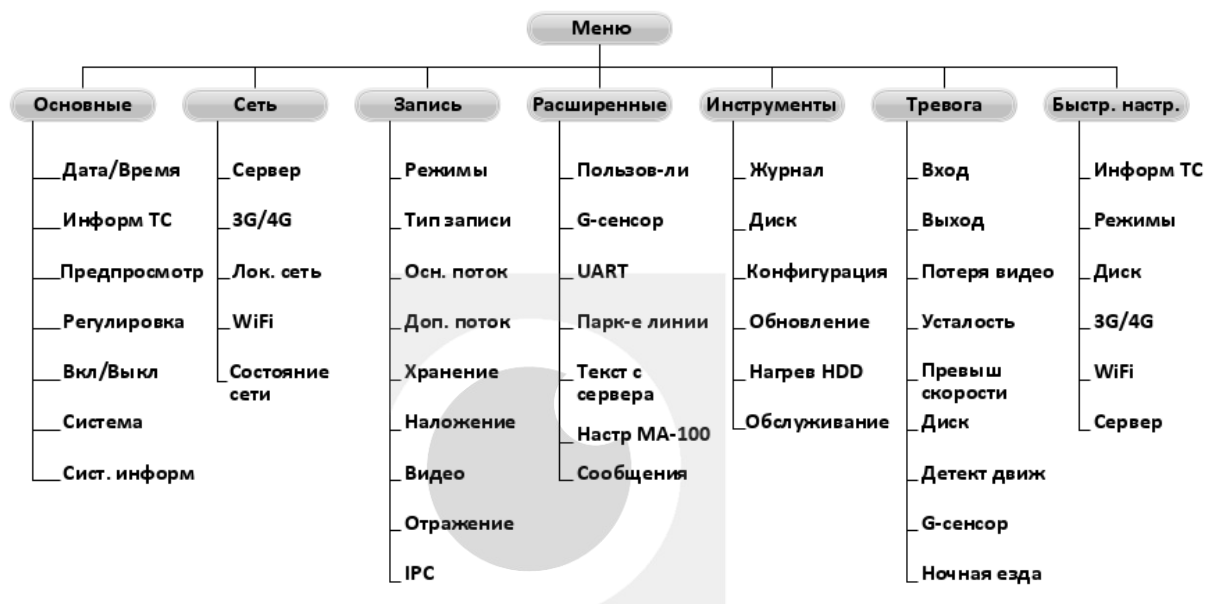 Меню
Основные
Дата/Время
Информ ТС
Предпросмотр
Регулировка
Вкл/Выкл
Система
Сист. информ
Сеть
Сервер
3G/4G
Лок. сеть
WiFi
Состояние
сети
Запись
Режимы
Тип записи
Осн. поток
Доп. поток
Хранение
Наложение
Видео
Отражение
IPC
Расширенные
Пользов-ли
G-сенсор
UART
Парк-е линии
Текст с
сервера
Настр МА-100
Сообщения
Инструменты
Журнал
Диск
Конфигурация
Обновление
Нагрев HDD
Обслуживание
Тревога
Вход
Выход
Потеря видео
Усталость
Превыш
скорости
Диск
Детект движ
G-сенсор
Ночная езда
Быстр. настр.
Информ ТС
Режимы
Диск
3G/4G
WiFi
Сервер